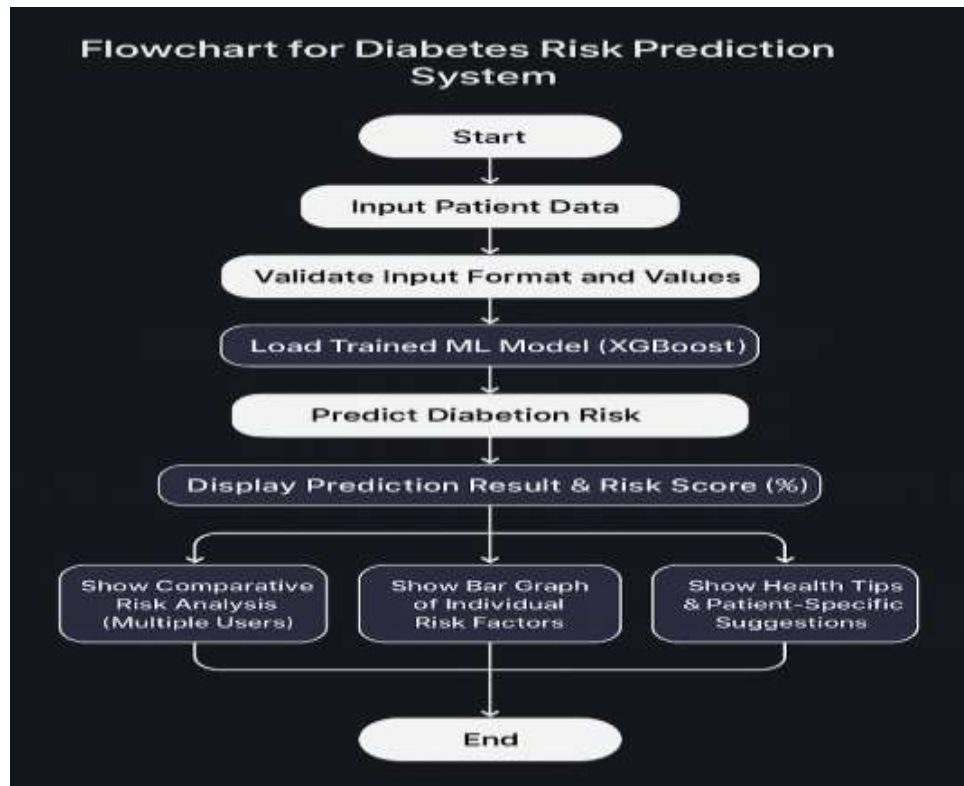 Flowchart for Diabetes Risk Prediction
System
Start
Input Patient Data
Validate Input Format and Values
Load Trained ML Model (XGBoost)
Predict Diabetion Risk
Display Prediction Result & Risk Score (%)
Show Comparative
Risk Analysis
(Multiple Users)
Show Bar Graph
of Individual
Risk Factors
Show Health Tips
& Patient-Specific
Suggestions
End